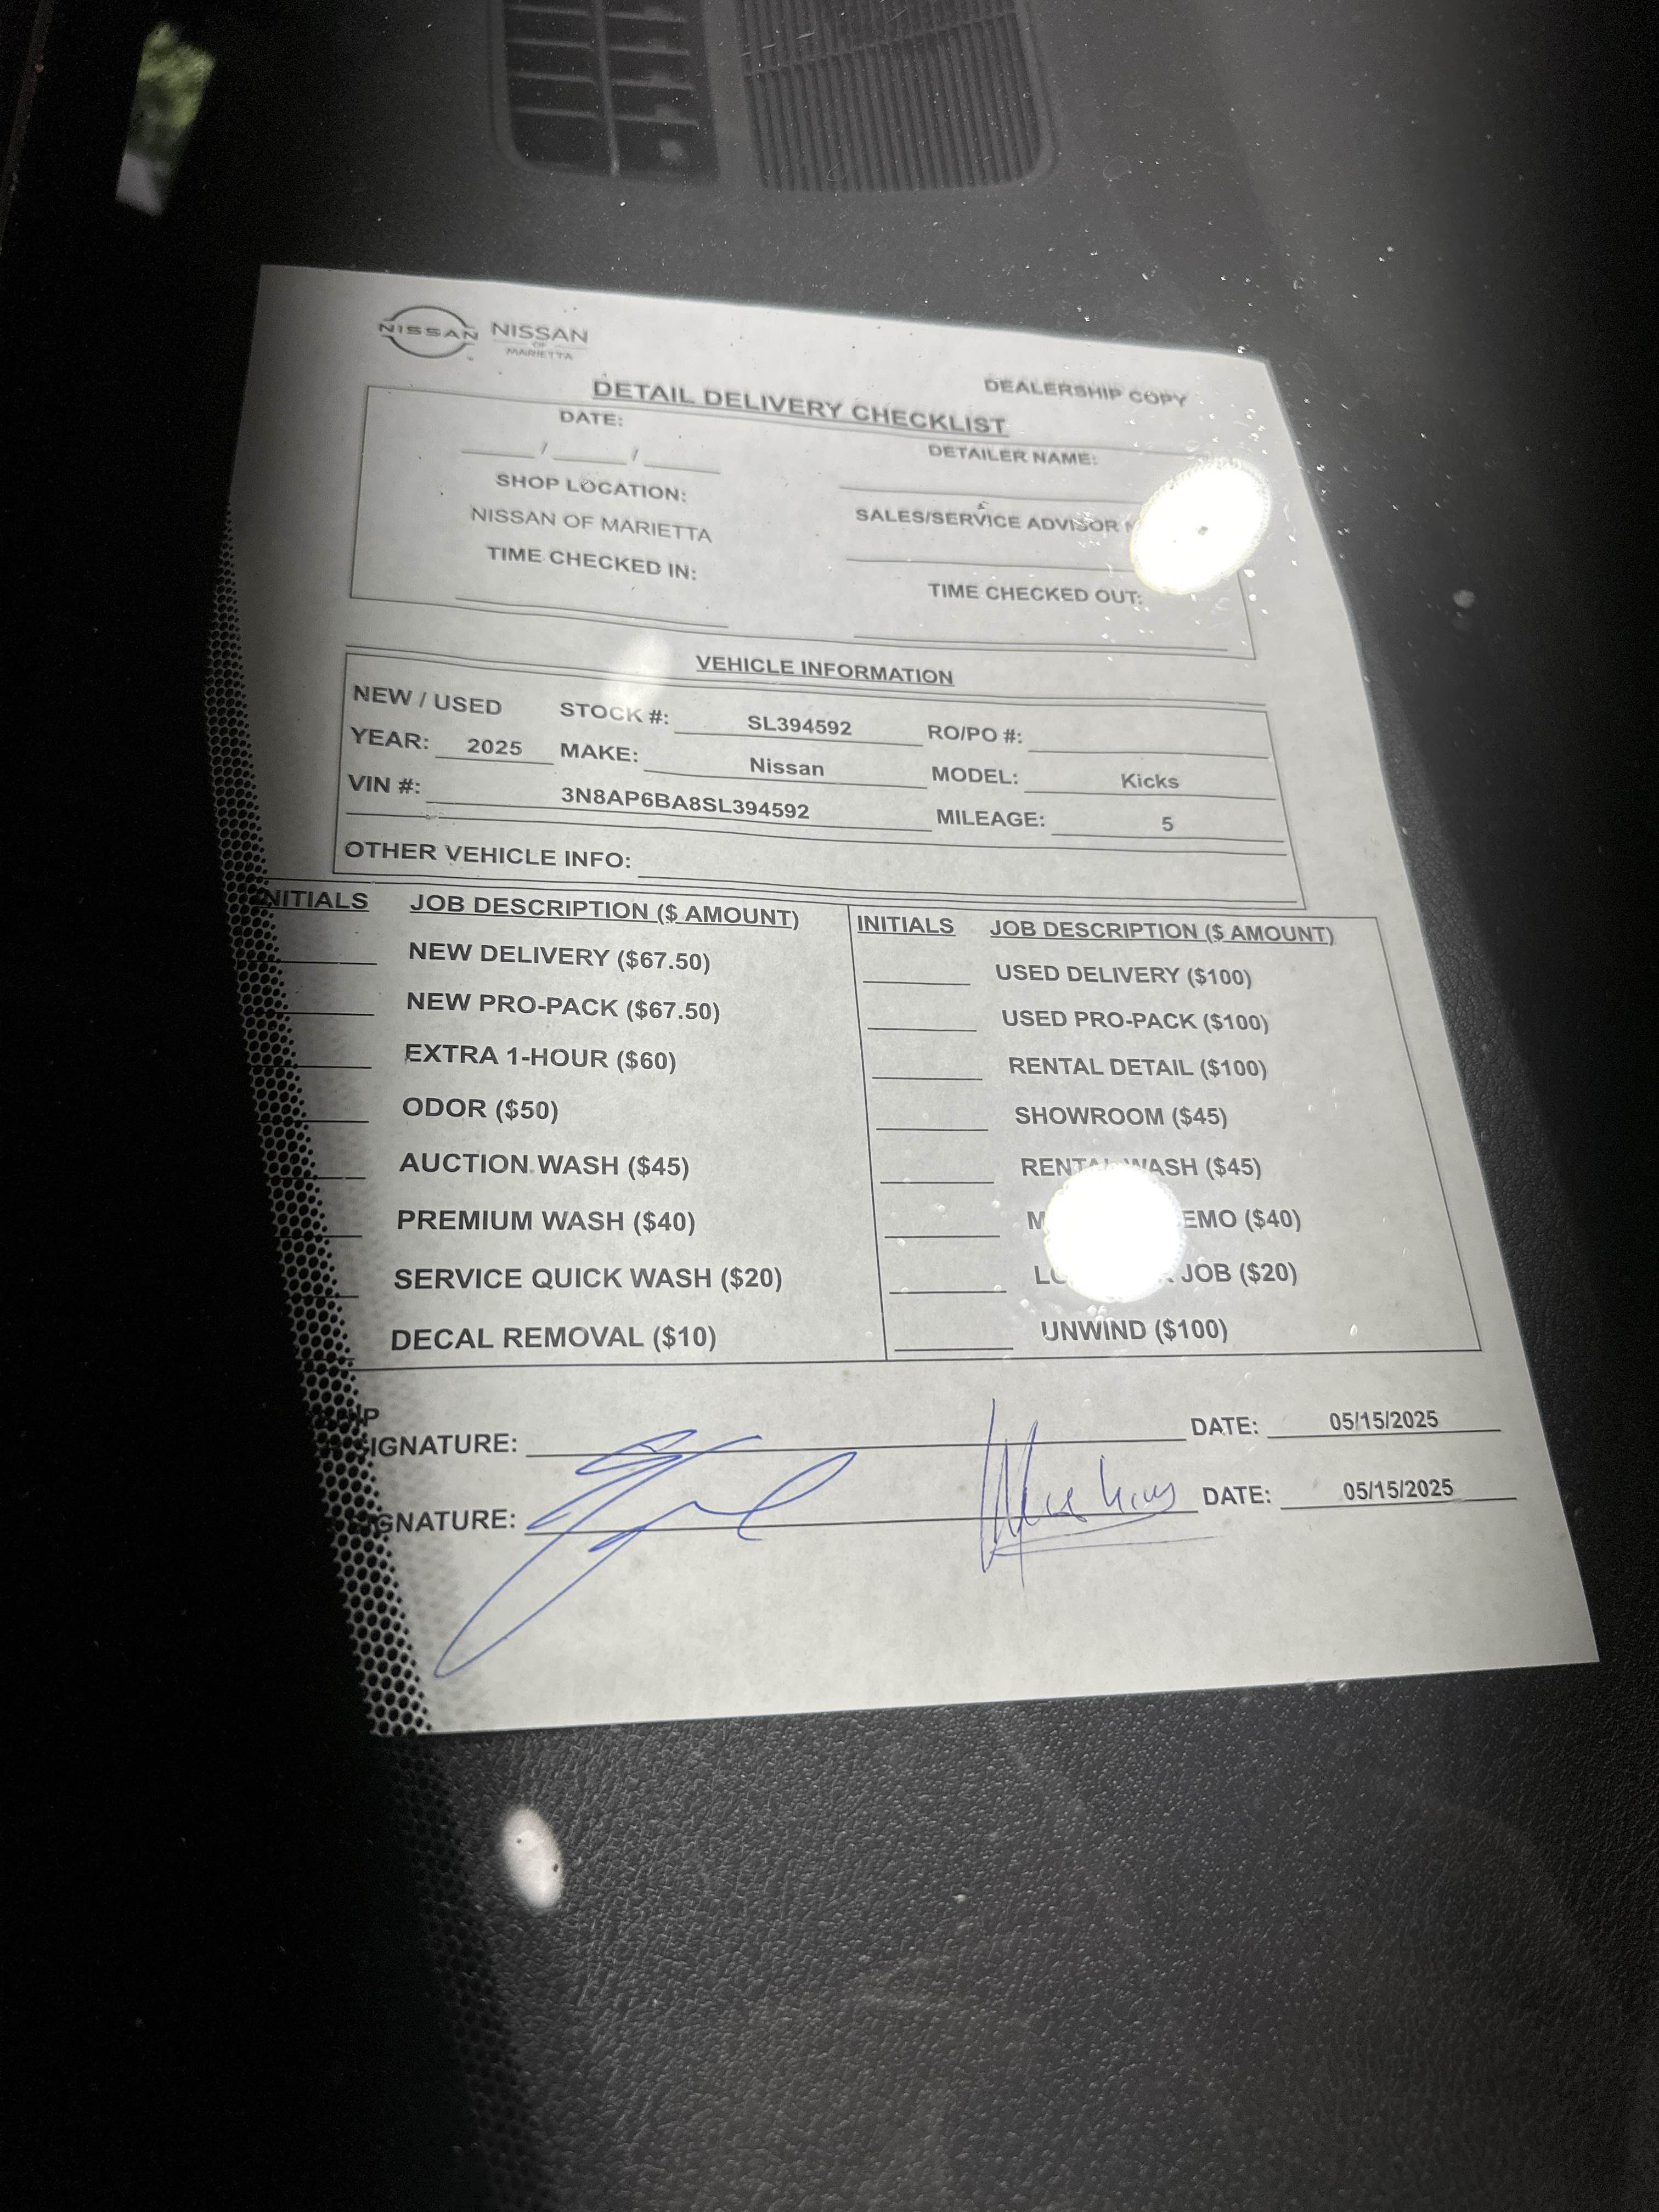 NISSAN NISSAN
OF
MARIETTA
DEALERSHIP COPY
DETAIL DELIVERY CHECKLIST
DATE:
DETAILER NAME:
___/___/___
SHOP LOCATION:
SALES/SERVICE ADVISOR
NISSAN OF MARIETTA
TIME CHECKED IN:
TIME CHECKED OUT:
VEHICLE INFORMATION
NEW / USED STOCK #: SL394592 RO/PO #:
YEAR: 2025 MAKE: Nissan MODEL: Kicks
VIN #: 3N8AP6BA8SL394592 MILEAGE: 5
OTHER VEHICLE INFO:
INITIALS JOB DESCRIPTION ($ AMOUNT) INITIALS JOB DESCRIPTION ($ AMOUNT)
NEW DELIVERY ($67.50) USED DELIVERY ($100)
NEW PRO-PACK ($67.50) USED PRO-PACK ($100)
EXTRA 1-HOUR ($60) RENTAL DETAIL ($100)
ODOR ($50) SHOWROOM ($45)
AUCTION WASH ($45) RENTAL WASH ($45)
PREMIUM WASH ($40) ($40)
SERVICE QUICK WASH ($20) JOB ($20)
DECAL REMOVAL ($10) UNWIND ($100)
SIGNATURE: DATE: 05/15/2025
SIGNATURE: DATE: 05/15/2025